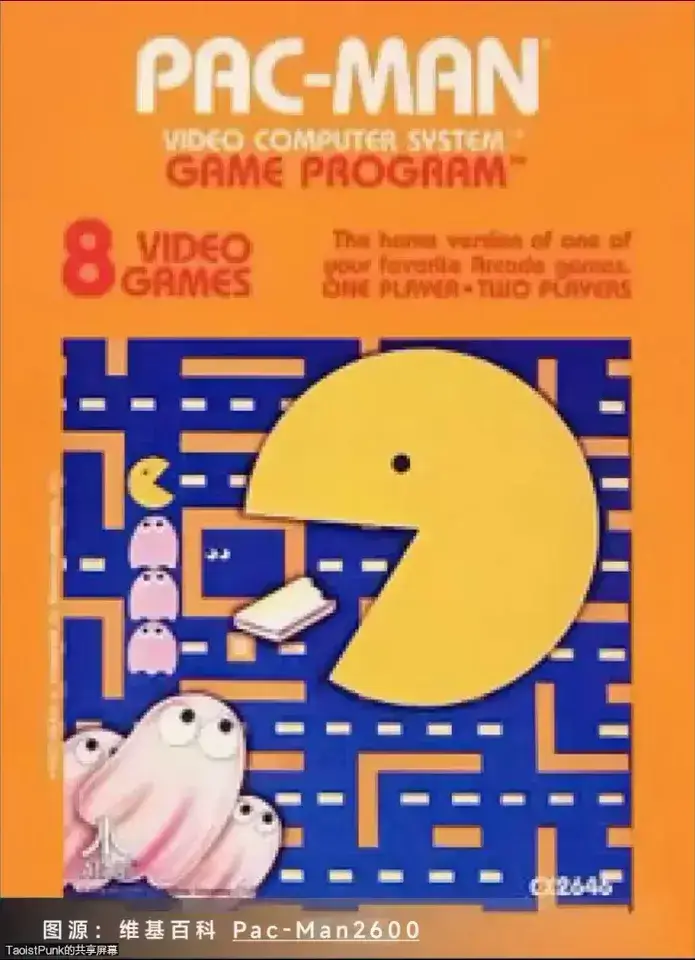 PAC-MAN
VIDEO COMPUTER SYSTEM™
GAME PROGRAM™
8 VIDEO GAMES
The home version of one of
your favorite Arcade games.
ONE PLAYER • TWO PLAYERS
ATARI
CX2646
图源：维基百科 Pac-Man2600
TaoistPunk的共享屏幕